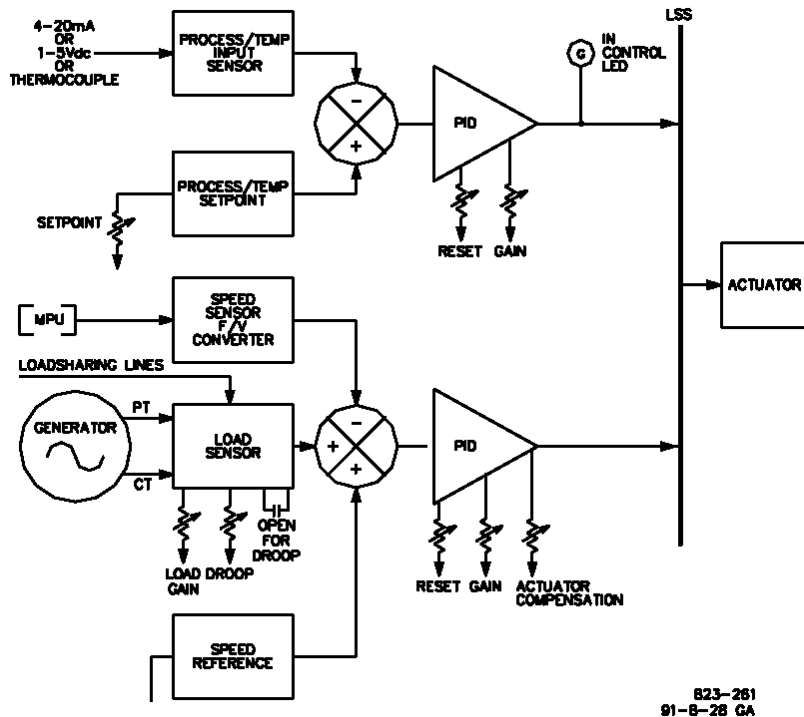 4-20mA
OR
1-5Vdc
OR
THERMOCOUPLE
PROCESS/TEMP
INPUT
SENSOR
-
+
PID
G
IN
CONTROL
LED
LSS
PROCESS/TEMP
SETPOINT
SETPOINT
RESET GAIN
ACTUATOR
MPU
SPEED
SENSOR
F/V
CONVERTER
LOADSHARING LINES
GENERATOR
PT
CT
LOAD
SENSOR
-
+
+
PID
OPEN
FOR
DROOP
LOAD DROOP
GAIN
RESET GAIN ACTUATOR
COMPENSATION
SPEED
REFERENCE
823-261
91-8-28 GA